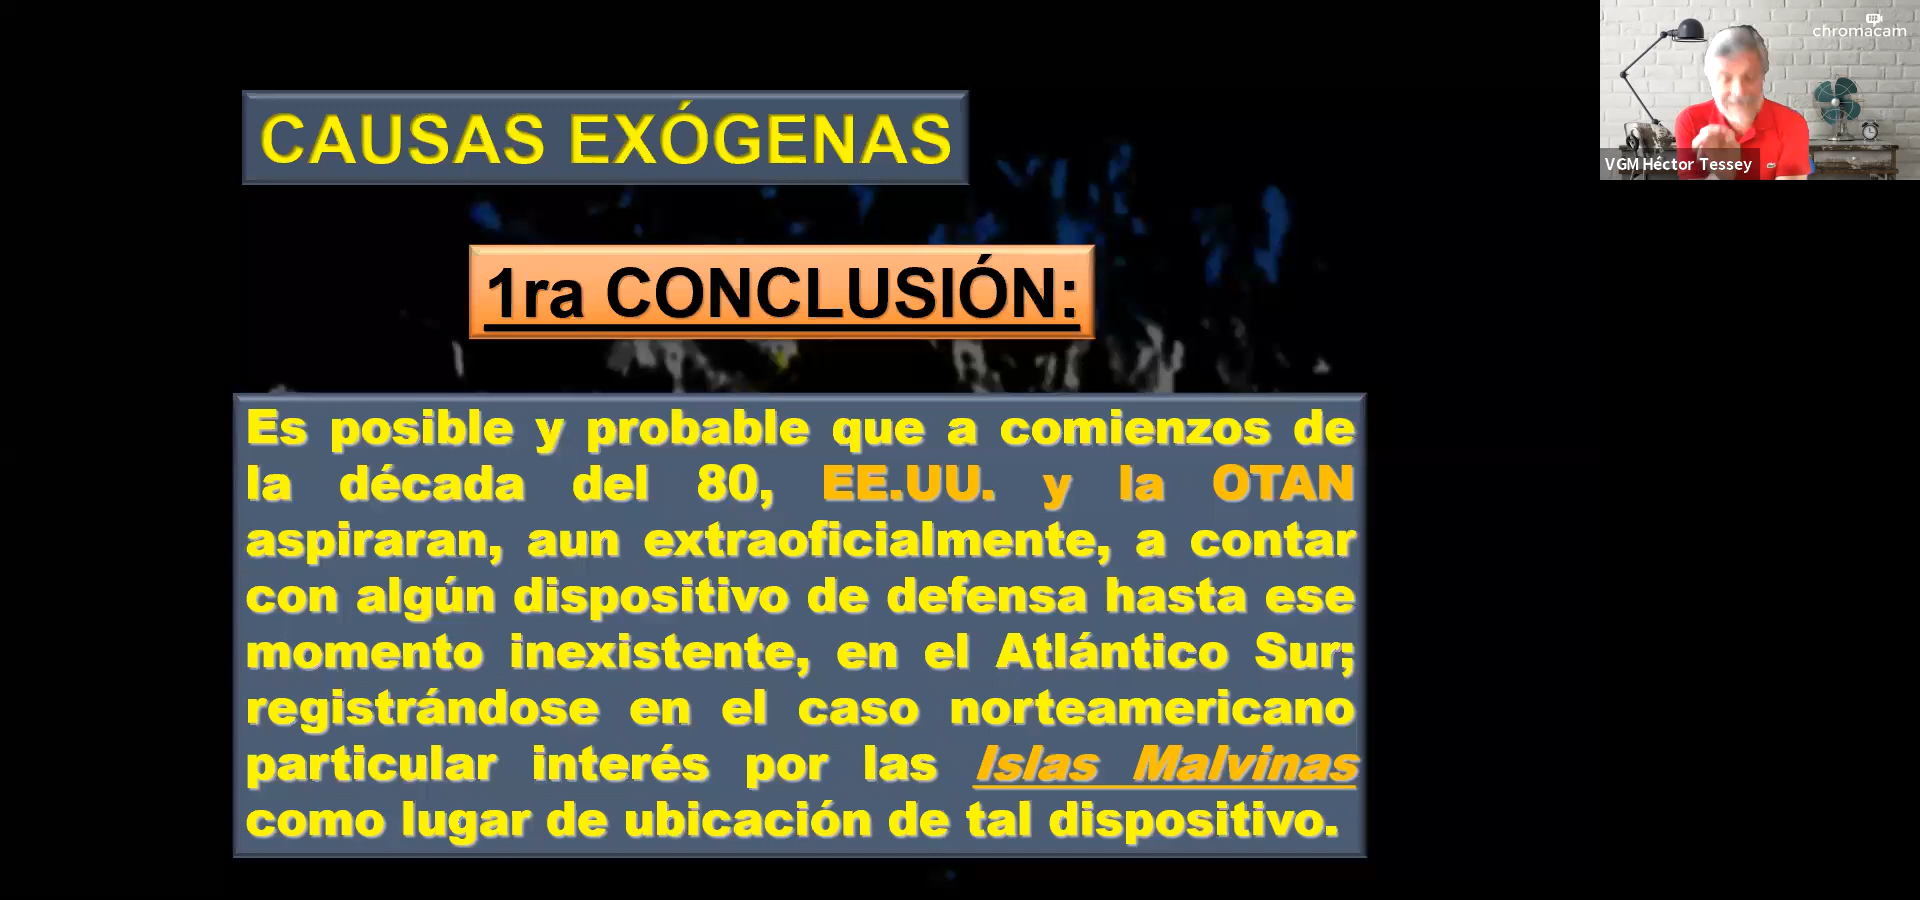 CAUSAS EXÓGENAS
chromacam
VGM Héctor Tessey
1ra CONCLUSIÓN:
Es posible y probable que a comienzos de
la década del 80, EE.UU. y la OTAN
aspiraran, aun extraoficialmente, a contar
con algún dispositivo de defensa hasta ese
momento inexistente, en el Atlántico Sur;
registrándose en el caso norteamericano
particular interés por las Islas Malvinas
como lugar de ubicación de tal dispositivo.